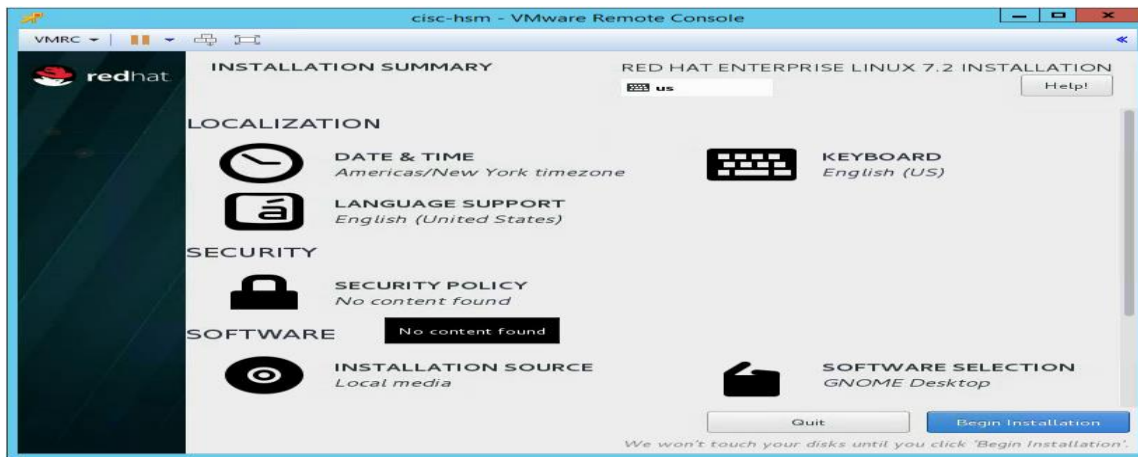 cisc-hsm - VMware Remote Console
VMRC
redhat
INSTALLATION SUMMARY
RED HAT ENTERPRISE LINUX 7.2 INSTALLATION
us
Help!
LOCALIZATION
DATE & TIME
Americas/New York timezone
KEYBOARD
English (US)
á
LANGUAGE SUPPORT
English (United States)
SECURITY
SECURITY POLICY
No content found
SOFTWARE
No content found
INSTALLATION SOURCE
Local media
SOFTWARE SELECTION
GNOME Desktop
Quit
Begin Installation
We won't touch your disks until you click 'Begin Installation'.